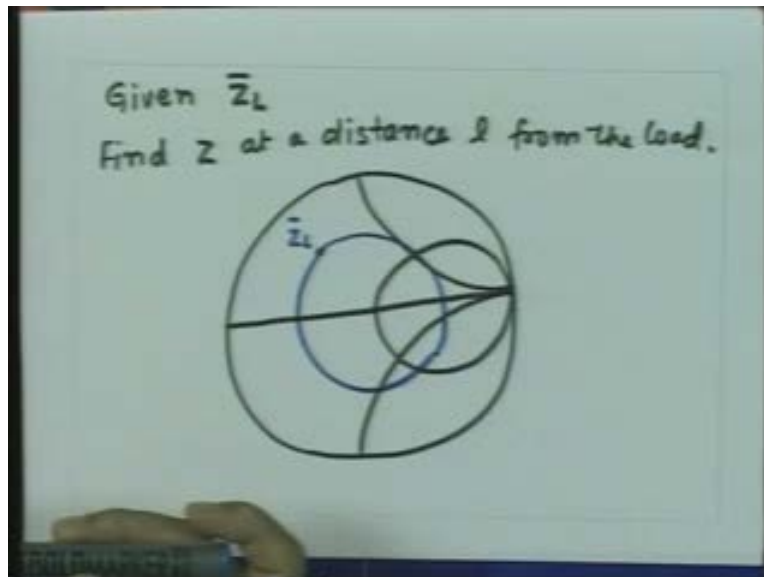 Given z̄L
Find Z at a distance l from the load.
z̄L